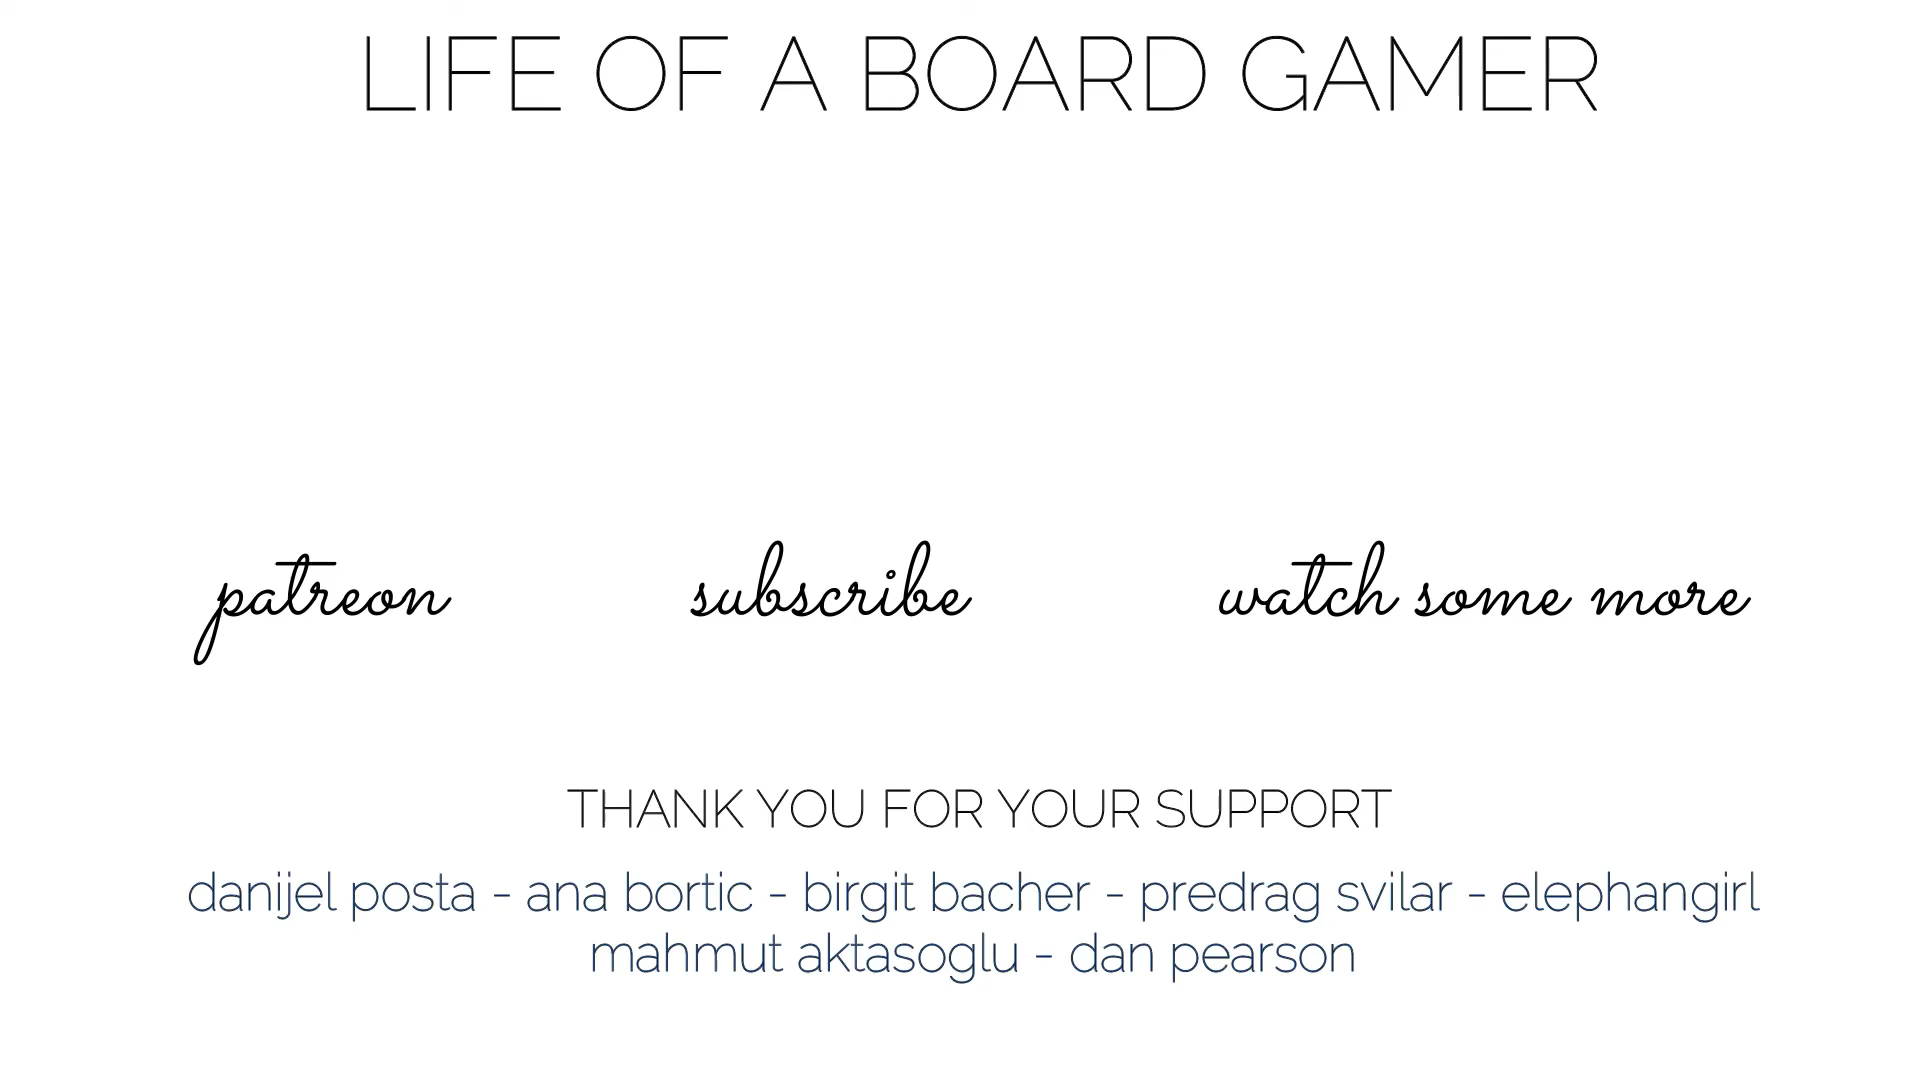 LIFE OF A BOARD GAMER
patreon subscribe watch some more
THANK YOU FOR YOUR SUPPORT
danijel posta - ana bortic - birgit bacher - predrag svilar - elephangirl
mahmut aktasoglu - dan pearson